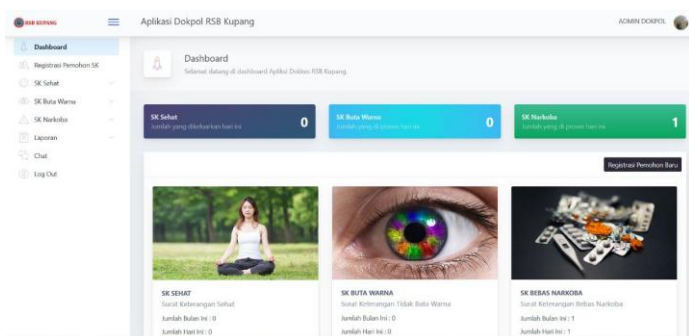 RSB KUPANG
Aplikasi Dokpol RSB Kupang
ADMIN DOKPOL
Dashboard
Registrasi Pemohon SK
SK Sehat
SK Buta Warna
SK Narkoba
Laporan
Chat
Log Out
Dashboard
Selamat datang di dashboard Apliksi Dokkes RSB Kupang.
SK Sehat
Jumlah yang dikeluarkan hari ini
0
SK Buta Warna
Jumlah yang di proses hari ini
0
SK Narkoba
Jumlah yang di proses hari ini
1
Registrasi Pemohon Baru
SK SEHAT
Surat Keterangan Sehat
Jumlah Bulan Ini : 0
Jumlah Hari Ini : 0
SK BUTA WARNA
Surat Ketrangan Tidak Buta Warna
Jumlah Bulan Ini : 0
Jumlah Hari Ini : 0
SK BEBAS NARKOBA
Surat Ketrangan Bebas Narkoba
Jumlah Bulan Ini : 1
Jumlah Hari Ini : 1